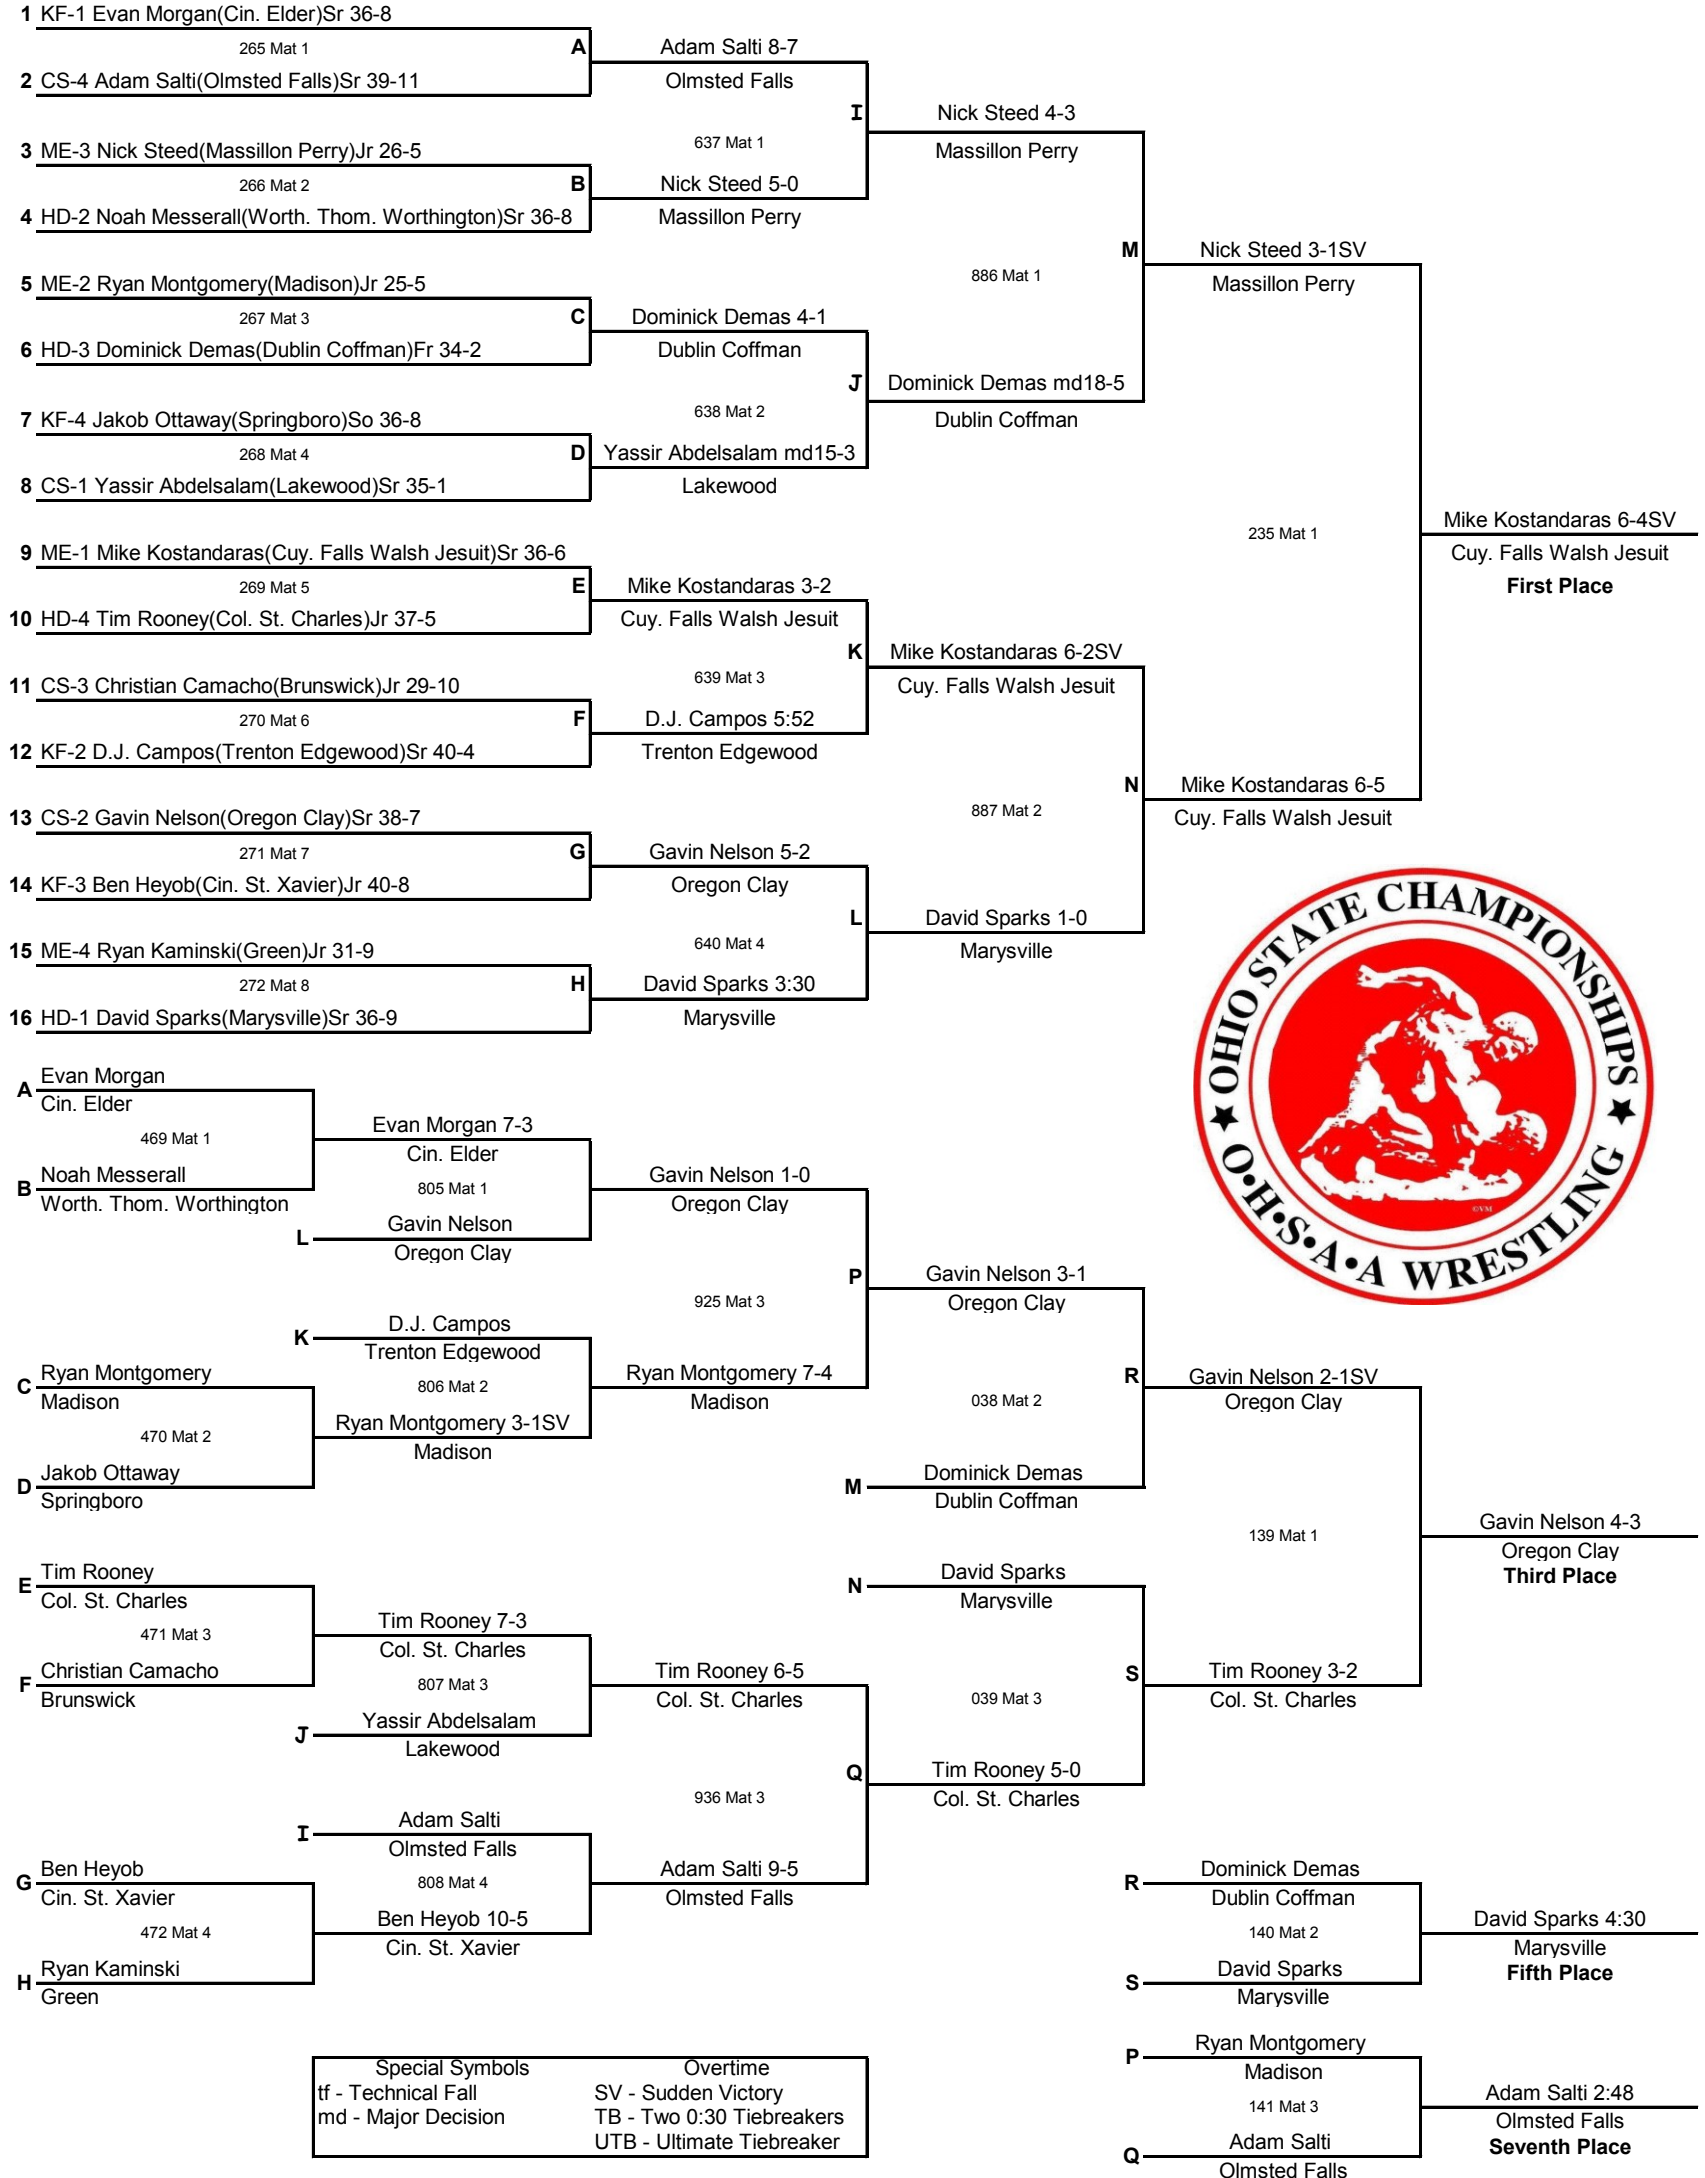 1 KF-1 Evan Morgan(Cin. Elder)Sr 36-8
265 Mat 1
A
2 CS-4 Adam Salti(Olmsted Falls)Sr 39-11
Adam Salti 8-7
Olmsted Falls
I
637 Mat 1
3 ME-3 Nick Steed(Massillon Perry)Jr 26-5
266 Mat 2
B
4 HD-2 Noah Messerall(Worth. Thom. Worthington)Sr 36-8
Nick Steed 5-0
Massillon Perry
Nick Steed 4-3
Massillon Perry
M
886 Mat 1
5 ME-2 Ryan Montgomery(Madison)Jr 25-5
267 Mat 3
C
6 HD-3 Dominick Demas(Dublin Coffman)Fr 34-2
Dominick Demas 4-1
Dublin Coffman
J
638 Mat 2
7 KF-4 Jakob Ottaway(Springboro)So 36-8
268 Mat 4
D
8 CS-1 Yassir Abdelsalam(Lakewood)Sr 35-1
Yassir Abdelsalam md15-3
Lakewood
Dominick Demas md18-5
Dublin Coffman
Nick Steed 3-1SV
Massillon Perry
235 Mat 1
Mike Kostandaras 6-4SV
Cuy. Falls Walsh Jesuit
First Place
9 ME-1 Mike Kostandaras(Cuy. Falls Walsh Jesuit)Sr 36-6
269 Mat 5
E
10 HD-4 Tim Rooney(Col. St. Charles)Jr 37-5
Mike Kostandaras 3-2
Cuy. Falls Walsh Jesuit
K
639 Mat 3
11 CS-3 Christian Camacho(Brunswick)Jr 29-10
270 Mat 6
F
12 KF-2 D.J. Campos(Trenton Edgewood)Sr 40-4
D.J. Campos 5:52
Trenton Edgewood
Mike Kostandaras 6-2SV
Cuy. Falls Walsh Jesuit
N
887 Mat 2
Mike Kostandaras 6-5
Cuy. Falls Walsh Jesuit
13 CS-2 Gavin Nelson(Oregon Clay)Sr 38-7
271 Mat 7
G
14 KF-3 Ben Heyob(Cin. St. Xavier)Jr 40-8
Gavin Nelson 5-2
Oregon Clay
L
640 Mat 4
15 ME-4 Ryan Kaminski(Green)Jr 31-9
272 Mat 8
H
16 HD-1 David Sparks(Marysville)Sr 36-9
David Sparks 3:30
Marysville
David Sparks 1-0
Marysville
★ OHIO STATE CHAMPIONSHIPS ★
O•H•S•A•A WRESTLING
©VM
A Evan Morgan
Cin. Elder
469 Mat 1
B Noah Messerall
Worth. Thom. Worthington
Evan Morgan 7-3
Cin. Elder
805 Mat 1
L Gavin Nelson
Oregon Clay
Gavin Nelson 1-0
Oregon Clay
P
925 Mat 3
K D.J. Campos
Trenton Edgewood
806 Mat 2
C Ryan Montgomery
Madison
470 Mat 2
D Jakob Ottaway
Springboro
Ryan Montgomery 3-1SV
Madison
Ryan Montgomery 7-4
Madison
Gavin Nelson 3-1
Oregon Clay
R
038 Mat 2
M Dominick Demas
Dublin Coffman
Gavin Nelson 2-1SV
Oregon Clay
139 Mat 1
Gavin Nelson 4-3
Oregon Clay
Third Place
E Tim Rooney
Col. St. Charles
471 Mat 3
F Christian Camacho
Brunswick
Tim Rooney 7-3
Col. St. Charles
807 Mat 3
J Yassir Abdelsalam
Lakewood
Tim Rooney 6-5
Col. St. Charles
Q
936 Mat 3
N David Sparks
Marysville
S
039 Mat 3
Tim Rooney 5-0
Col. St. Charles
Tim Rooney 3-2
Col. St. Charles
I Adam Salti
Olmsted Falls
808 Mat 4
G Ben Heyob
Cin. St. Xavier
472 Mat 4
H Ryan Kaminski
Green
Ben Heyob 10-5
Cin. St. Xavier
Adam Salti 9-5
Olmsted Falls
R Dominick Demas
Dublin Coffman
140 Mat 2
S David Sparks
Marysville
David Sparks 4:30
Marysville
Fifth Place
P Ryan Montgomery
Madison
141 Mat 3
Q Adam Salti
Olmsted Falls
Adam Salti 2:48
Olmsted Falls
Seventh Place
Special Symbols
tf - Technical Fall
md - Major Decision
Overtime
SV - Sudden Victory
TB - Two 0:30 Tiebreakers
UTB - Ultimate Tiebreaker